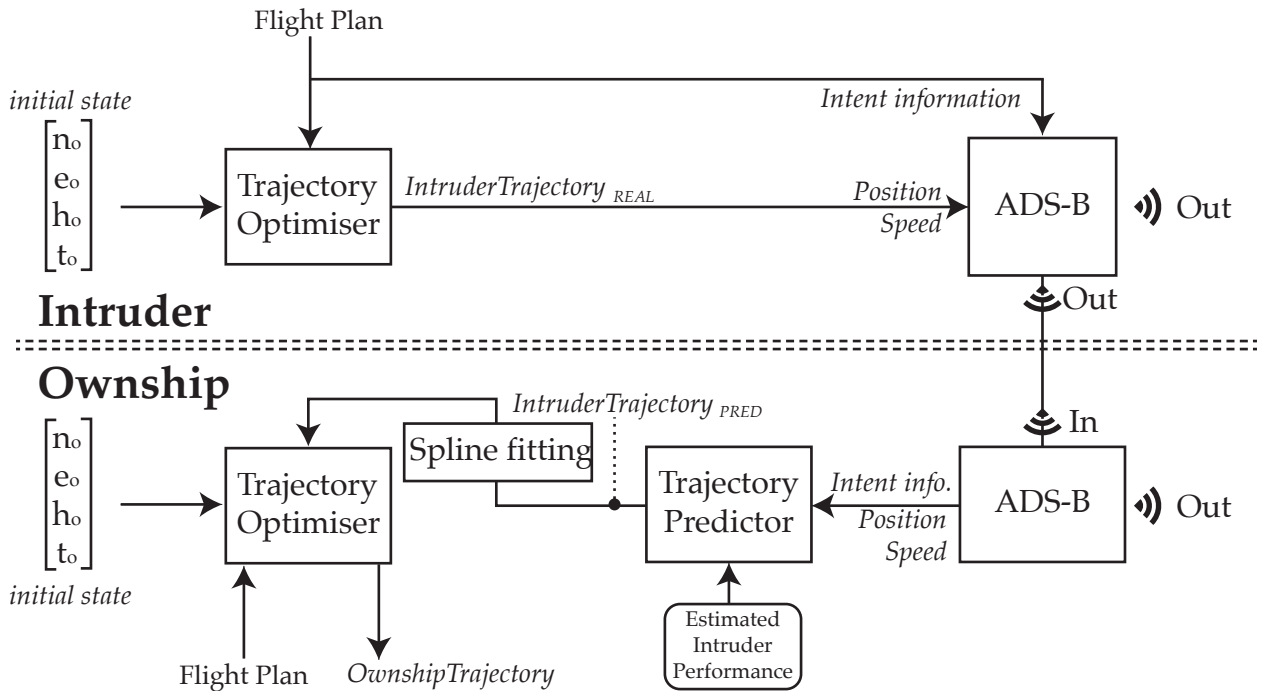 Flight Plan
initial state
Intent information
n₀
e₀
h₀
t₀
Trajectory
Optimiser
IntruderTrajectory REAL
Position
Speed
ADS-B
Out
Out
Intruder
Ownship
IntruderTrajectory PRED
In
n₀
e₀
h₀
t₀
initial state
Trajectory
Optimiser
Spline fitting
Trajectory
Predictor
Intent info.
Position
Speed
ADS-B
Out
Estimated
Intruder
Performance
Flight Plan
OwnshipTrajectory